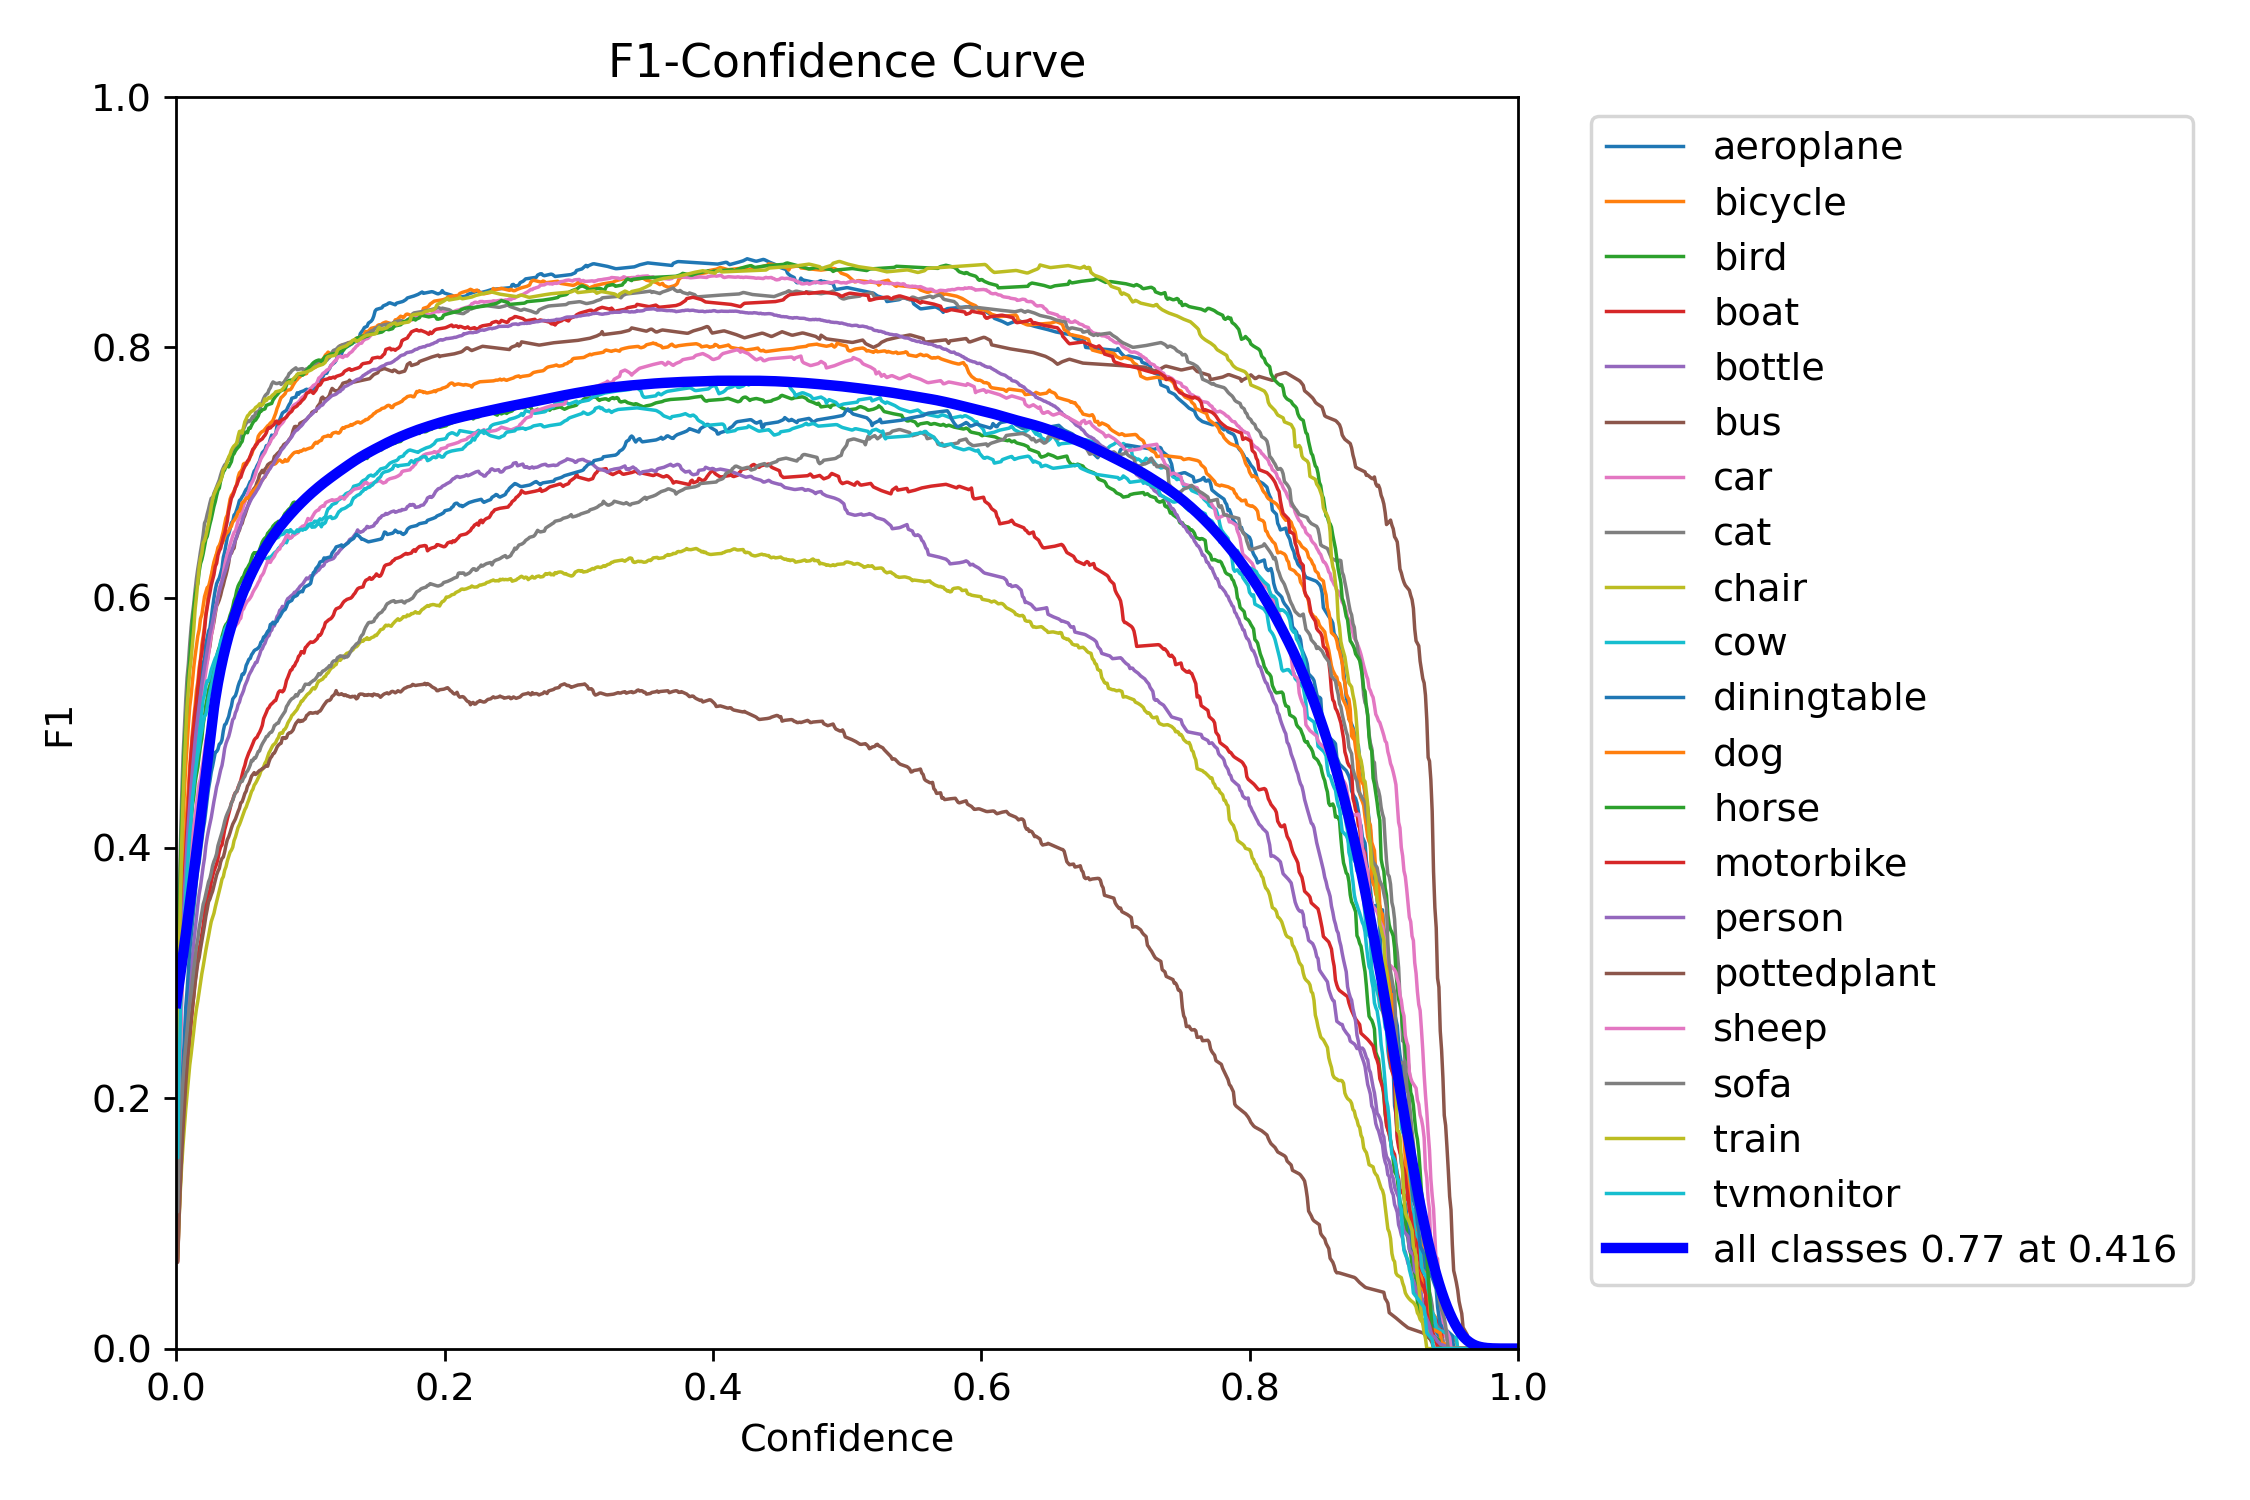 F1-Confidence Curve
1.0
0.8
0.6
0.4
0.2
0.0
F1
0.0 0.2 0.4 0.6 0.8 1.0
Confidence
aeroplane
bicycle
bird
boat
bottle
bus
car
cat
chair
cow
diningtable
dog
horse
motorbike
person
pottedplant
sheep
sofa
train
tvmonitor
all classes 0.77 at 0.416